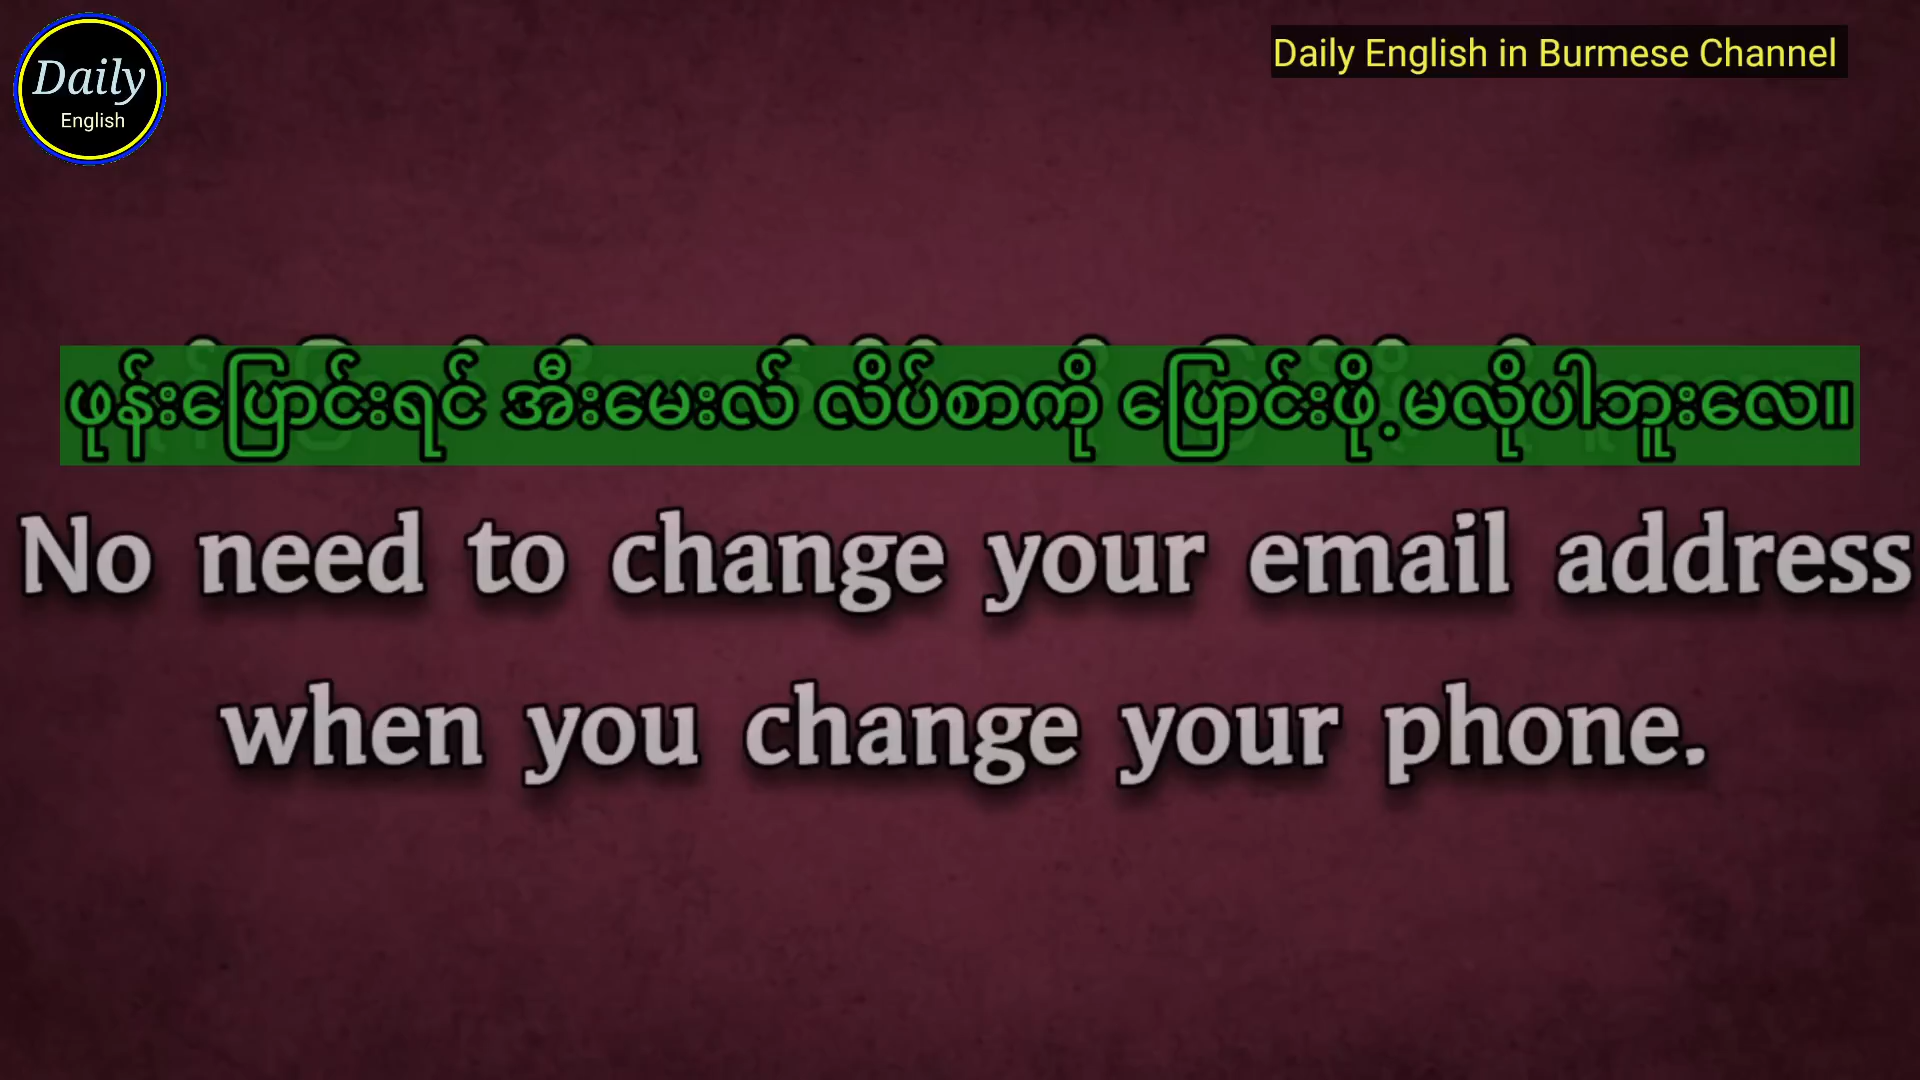 Daily
English
Daily English in Burmese Channel
ဖုန်းပြောင်းရင် အီးမေးလ် လိပ်စာကို ပြောင်းဖို့မလိုပါဘူးလေ။
No need to change your email address
when you change your phone.